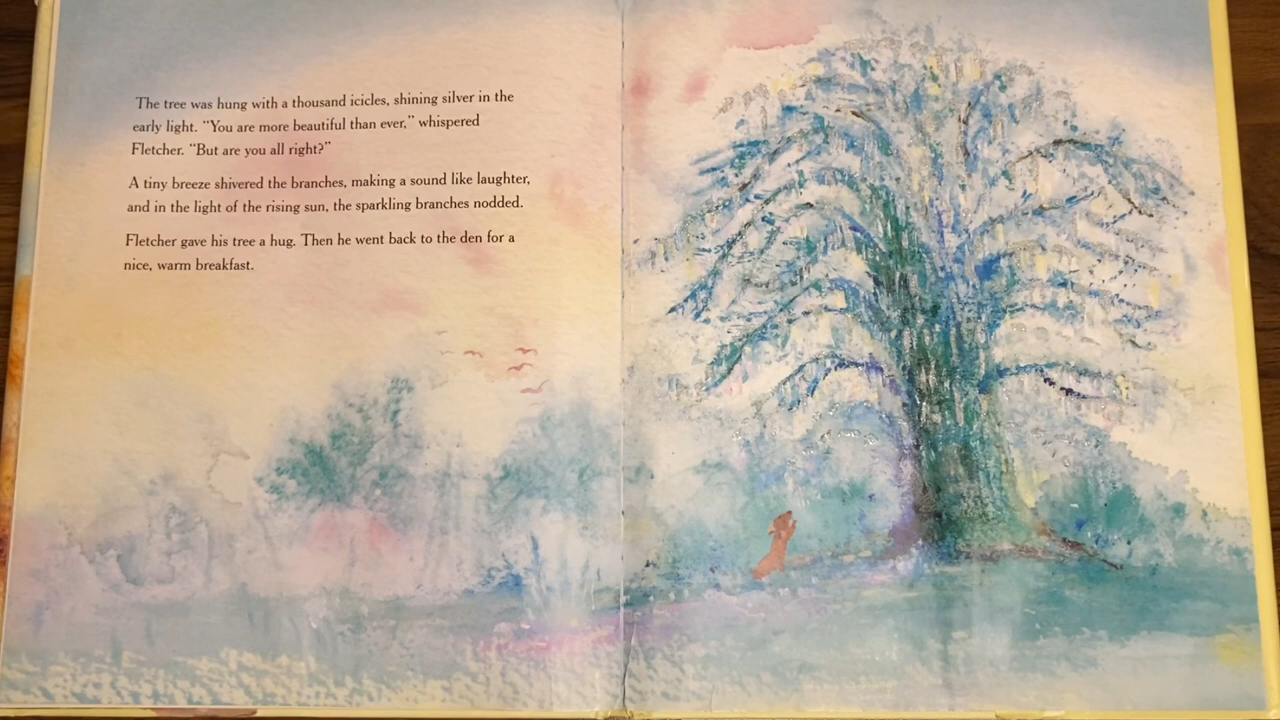 The tree was hung with a thousand icicles, shining silver in the
early light. “You are more beautiful than ever,” whispered
Fletcher. “But are you all right?”
A tiny breeze shivered the branches, making a sound like laughter,
and in the light of the rising sun, the sparkling branches nodded.
Fletcher gave his tree a hug. Then he went back to the den for a
nice, warm breakfast.